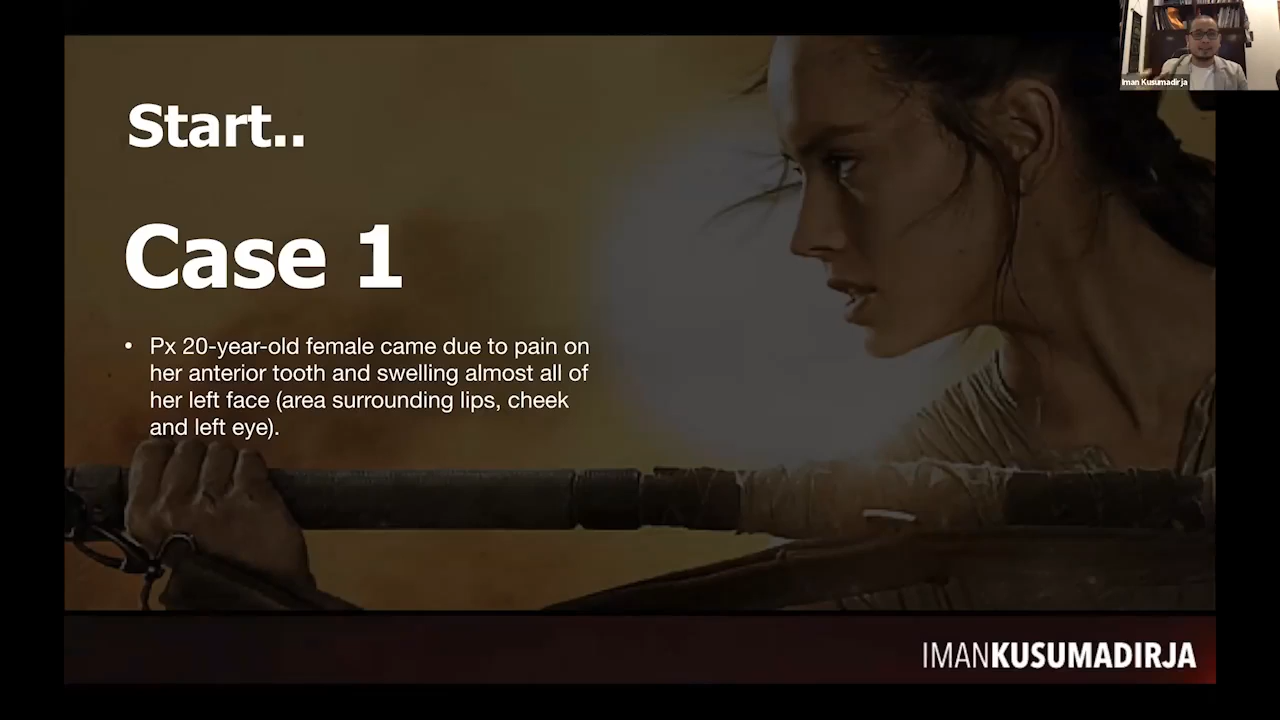 Iman Kusumadirja
Start..
Case 1
• Px 20-year-old female came due to pain on
her anterior tooth and swelling almost all of
her left face (area surrounding lips, cheek
and left eye).
IMANKUSUMADIRJA